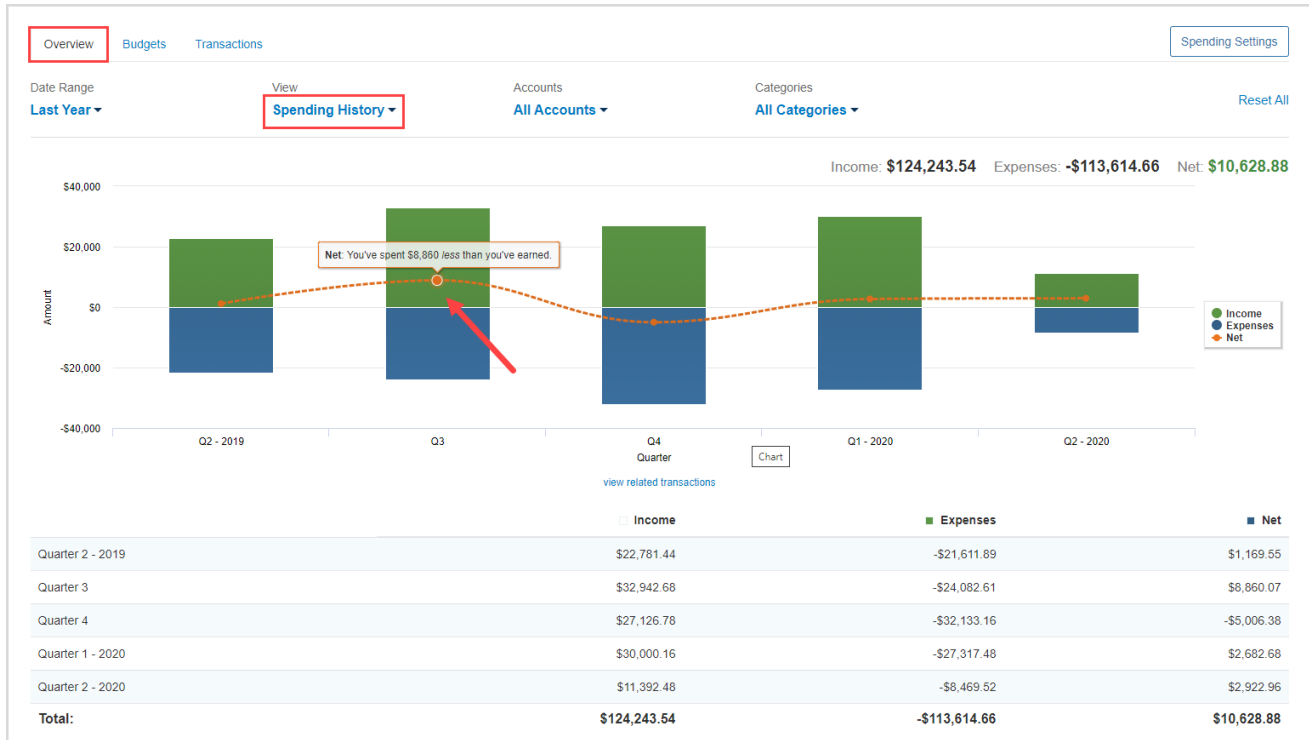 Overview Budgets Transactions Spending Settings
Date Range View Accounts Categories
Last Year Spending History All Accounts All Categories Reset All
Income: $124,243.54 Expenses: -$113,614.66 Net: $10,628.88
$40,000
$20,000
Net: You've spent $8,860 less than you've earned.
Amount
$0
-$20,000
-$40,000
Income
Expenses
Net
Q2 - 2019 Q3 Q4 Q1 - 2020 Q2 - 2020
Quarter
Chart
view related transactions
Income Expenses Net
Quarter 2 - 2019 $22,781.44 -$21,611.89 $1,169.55
Quarter 3 $32,942.68 -$24,082.61 $8,860.07
Quarter 4 $27,126.78 -$32,133.16 -$5,006.38
Quarter 1 - 2020 $30,000.16 -$27,317.48 $2,682.68
Quarter 2 - 2020 $11,392.48 -$8,469.52 $2,922.96
Total: $124,243.54 -$113,614.66 $10,628.88